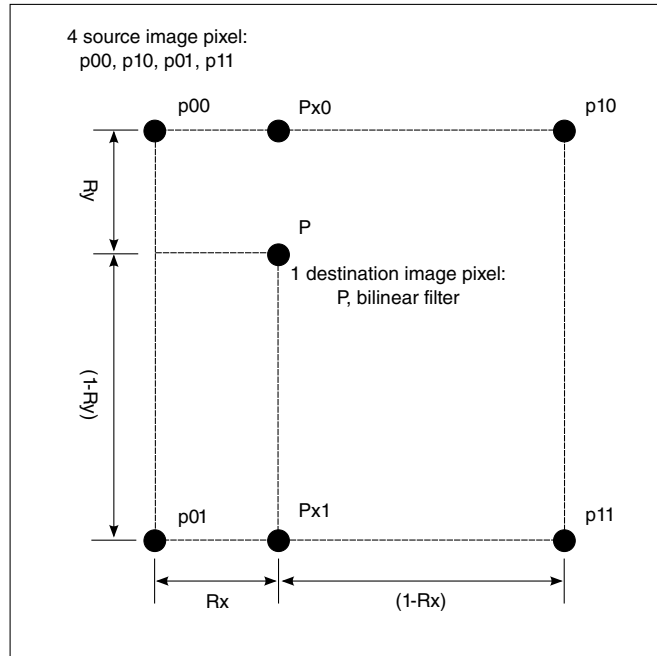 4 source image pixel:
p00, p10, p01, p11
p00
Px0
p10
Ry
P
1 destination image pixel:
P, bilinear filter
(1-Ry)
p01
Px1
p11
Rx
(1-Rx)